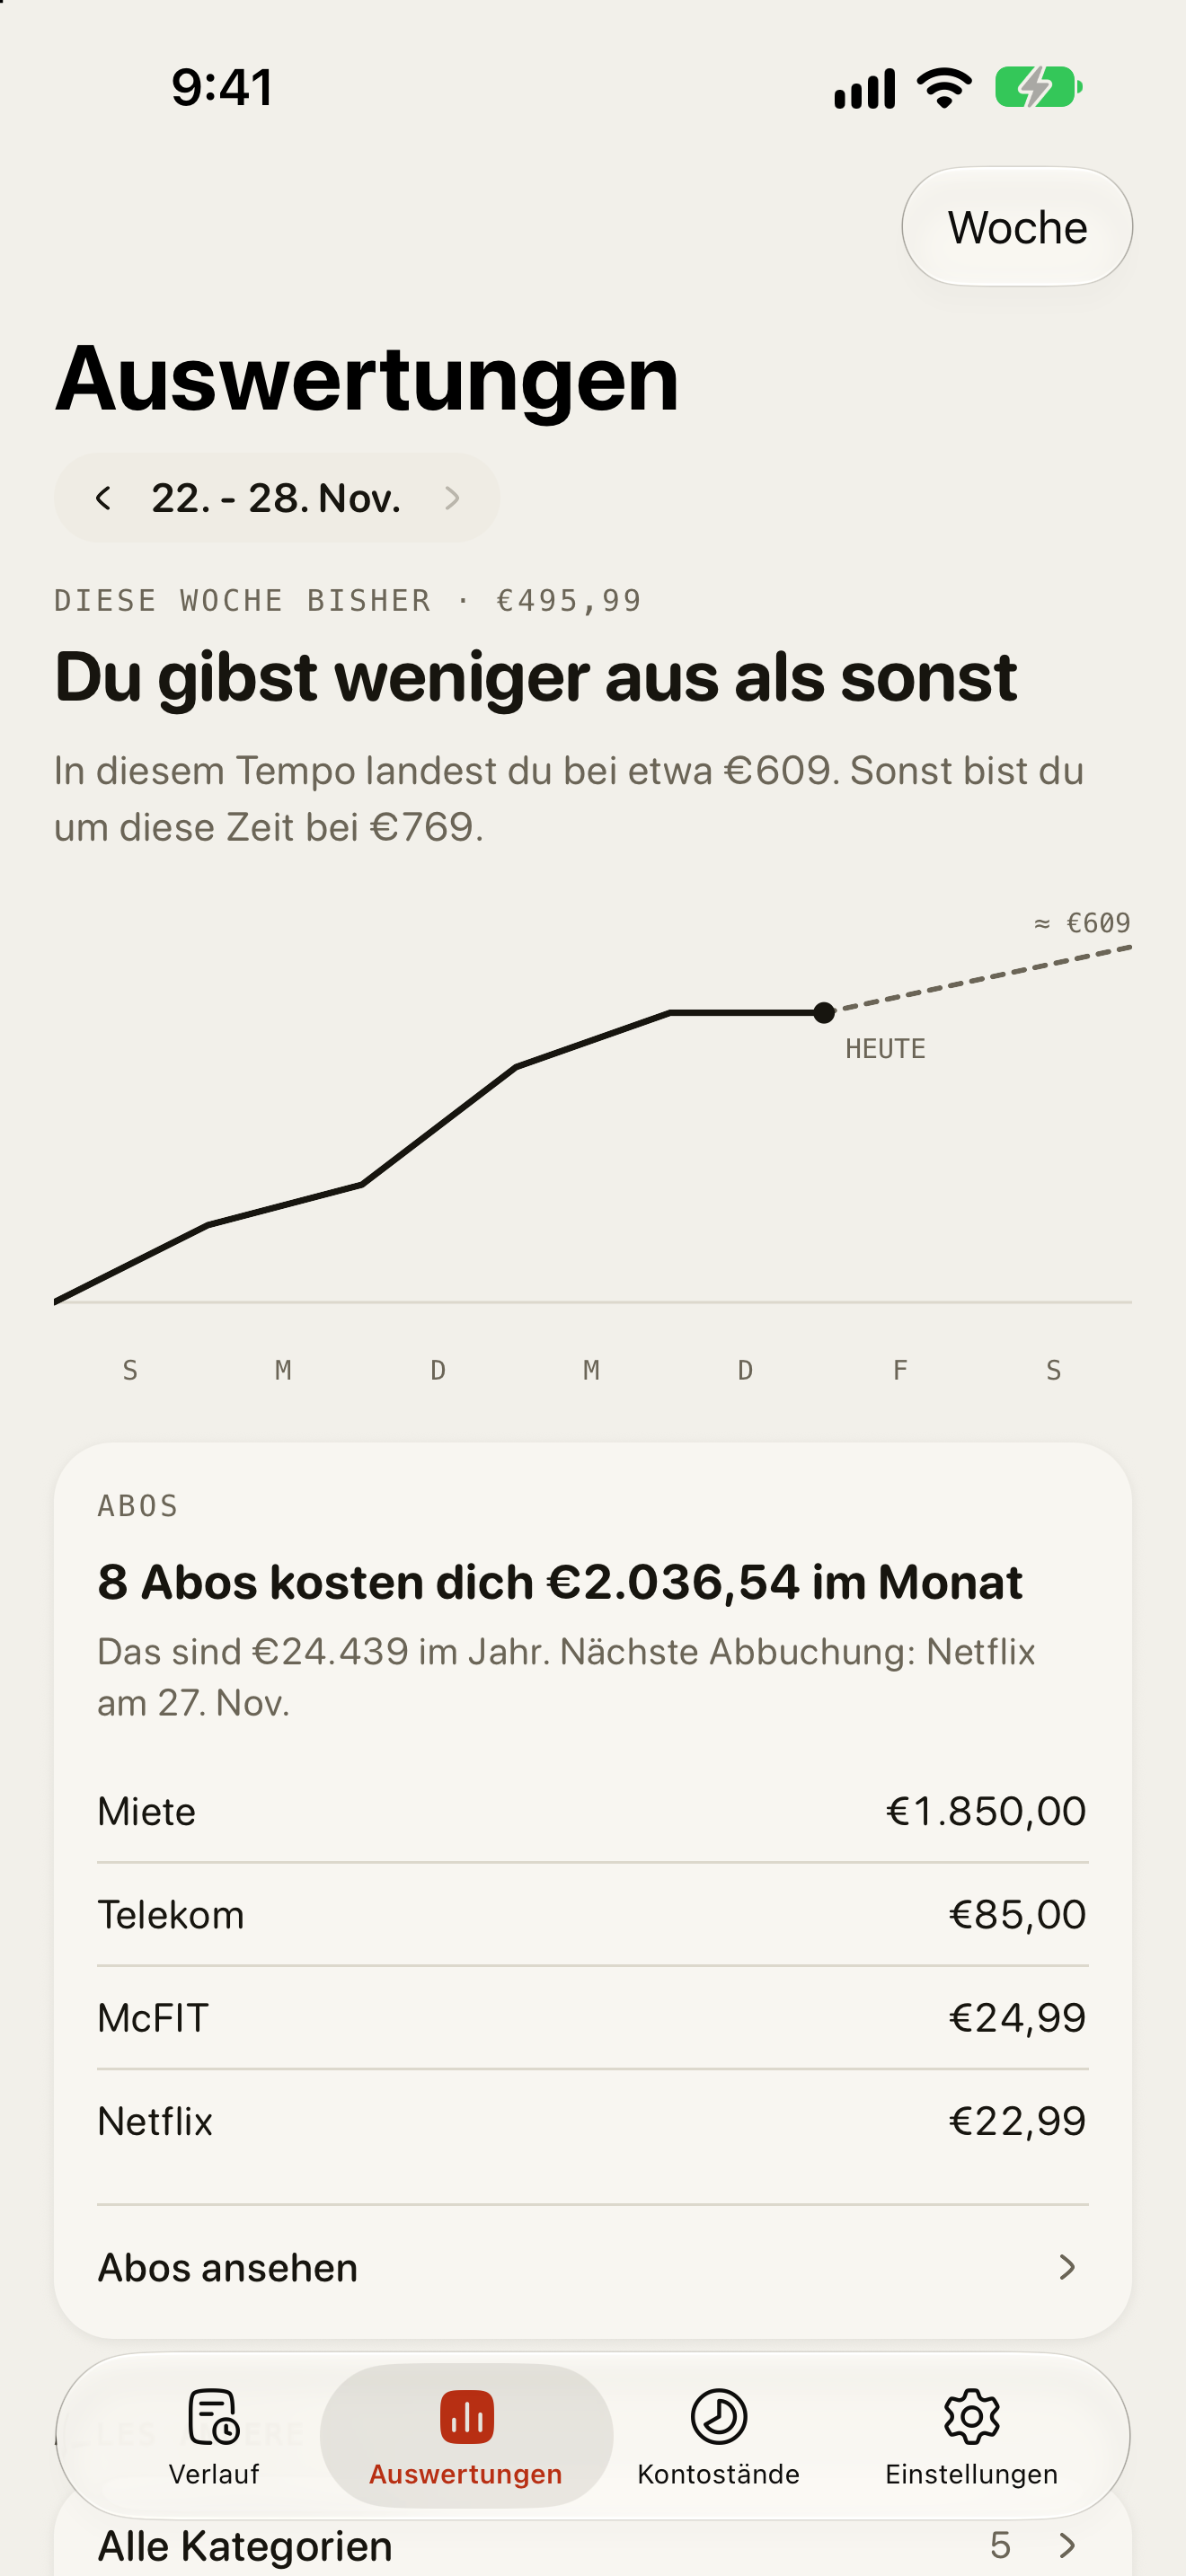 9:41
Woche
Auswertungen
22. - 28. Nov.
DIESE WOCHE BISHER · €495,99
Du gibst weniger aus als sonst
In diesem Tempo landest du bei etwa €609. Sonst bist du
um diese Zeit bei €769.
≈ €609
HEUTE
S M D M D F S
ABOS
8 Abos kosten dich €2.036,54 im Monat
Das sind €24.439 im Jahr. Nächste Abbuchung: Netflix
am 27. Nov.
Miete €1.850,00
Telekom €85,00
McFIT €24,99
Netflix €22,99
Abos ansehen
Verlauf Auswertungen Kontostände Einstellungen
Alle Kategorien 5